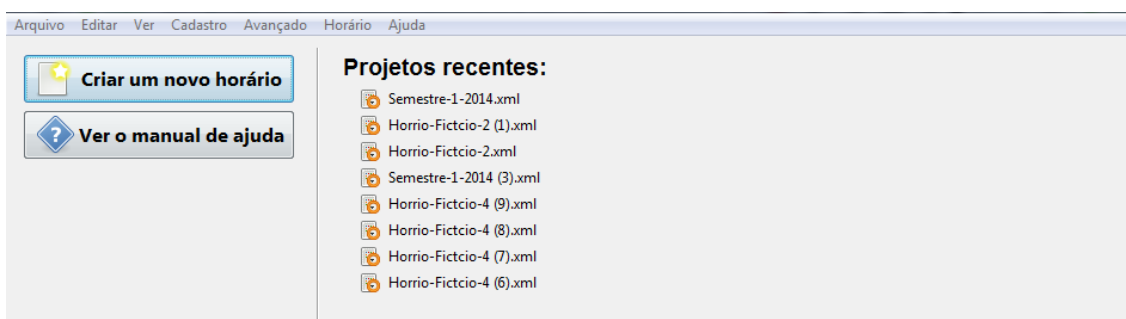 Arquivo Editar Ver Cadastro Avançado Horário Ajuda
Criar um novo horário
Ver o manual de ajuda
Projetos recentes:
Semestre-1-2014.xml
Horrio-Fictcio-2 (1).xml
Horrio-Fictcio-2.xml
Semestre-1-2014 (3).xml
Horrio-Fictcio-4 (9).xml
Horrio-Fictcio-4 (8).xml
Horrio-Fictcio-4 (7).xml
Horrio-Fictcio-4 (6).xml